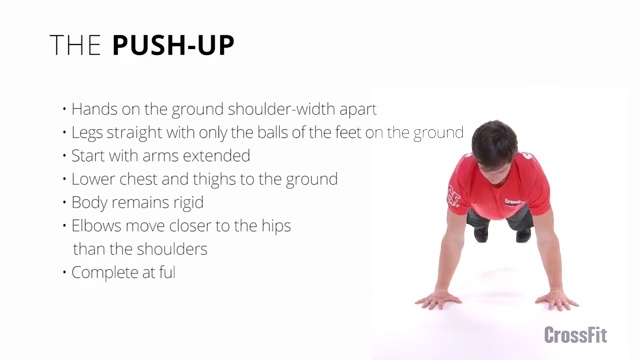 THE PUSH-UP
• Hands on the ground shoulder-width apart
• Legs straight with only the balls of the feet on the ground
• Start with arms extended
• Lower chest and thighs to the ground
• Body remains rigid
• Elbows move closer to the hips
than the shoulders
• Complete at ful
CrossFit
CrossFit